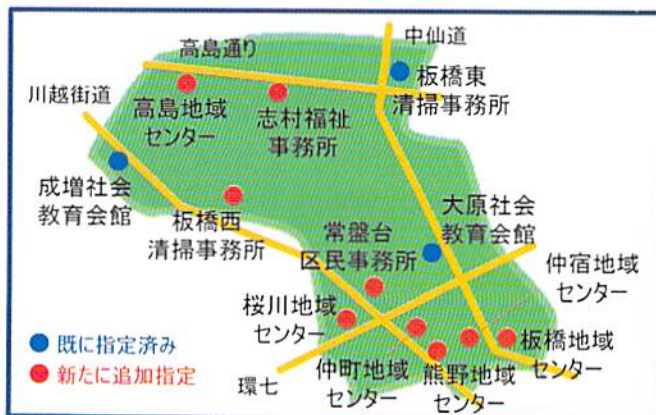 中仙道
高島通り
板橋東
清掃事務所
川越街道
高島地域
センター
志村福祉
事務所
成増社会
教育会館
板橋西
清掃事務所
大原社会
教育会館
常盤台
区民事務所
仲宿地域
センター
桜川地域
センター
板橋地域
センター
既に指定済み
新たに追加指定
環七
仲町地域
センター
熊野地域
センター